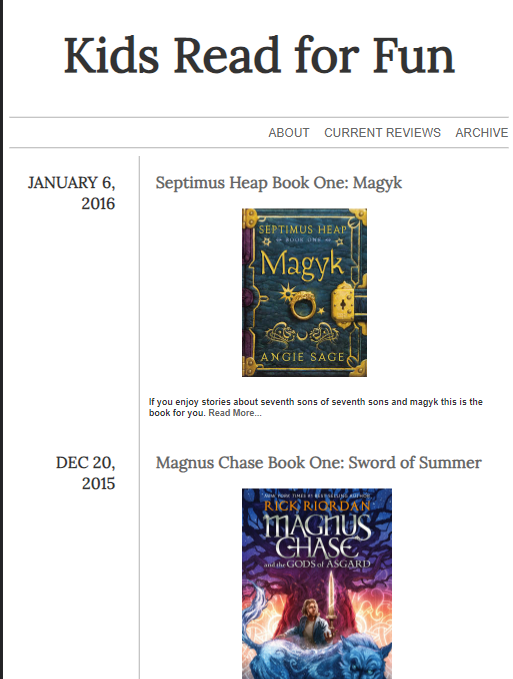 Kids Read for Fun
ABOUT CURRENT REVIEWS ARCHIVE
JANUARY 6,
2016
Septimus Heap Book One: Magyk
SEPTIMUS HEAP
BOOK ONE
Magyk
ANGIE SAGE
If you enjoy stories about seventh sons of seventh sons and magyk this is the
book for you. Read More...
DEC 20,
2015
Magnus Chase Book One: Sword of Summer
NEW YORK TIMES BESTSELLING AUTHOR
RICK RIORDAN
MAGNUS
CHASE
and the GODS of ASGARD